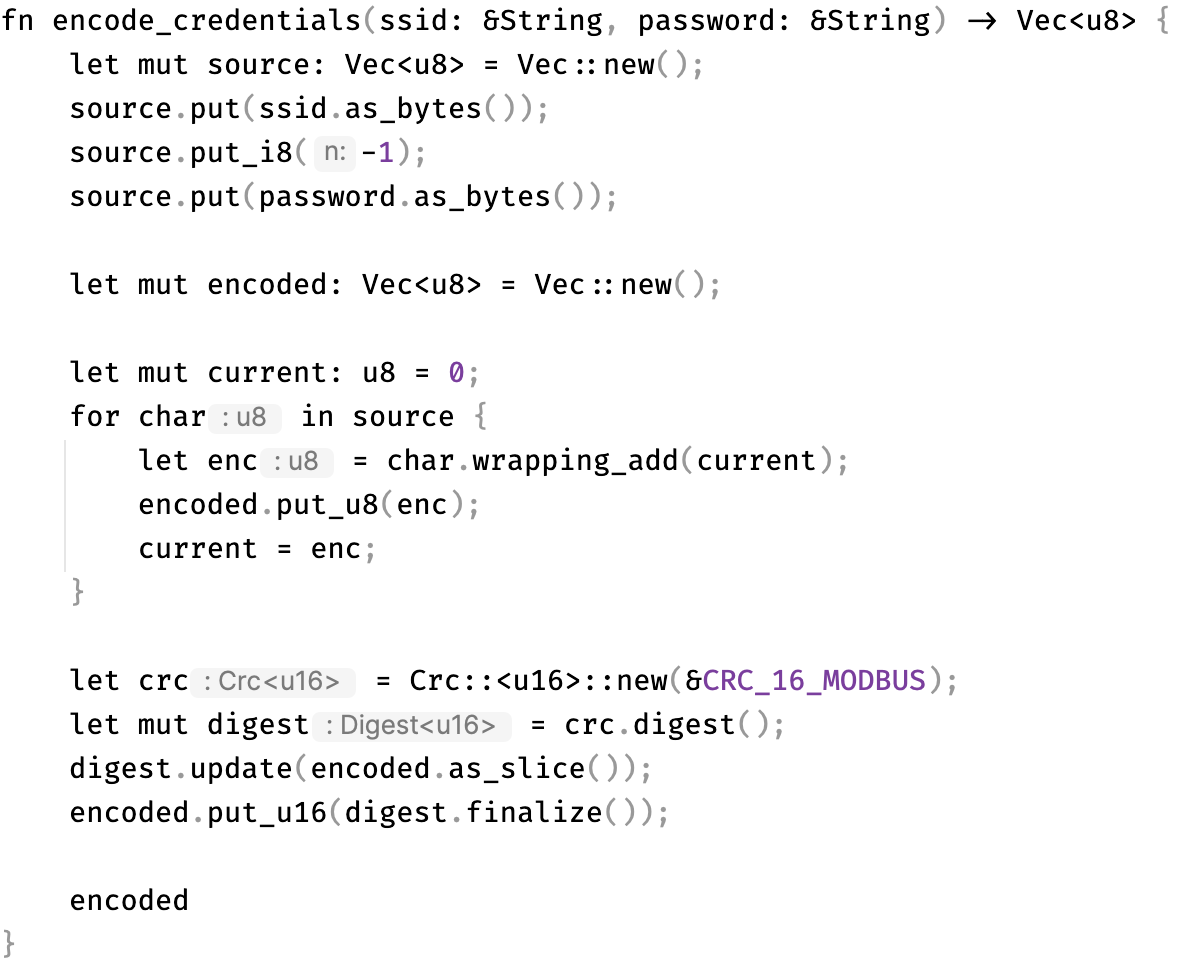 fn encode_credentials(ssid: &String, password: &String) -> Vec<u8> {
    let mut source: Vec<u8> = Vec::new();
    source.put(ssid.as_bytes());
    source.put_i8( n: -1);
    source.put(password.as_bytes());

    let mut encoded: Vec<u8> = Vec::new();

    let mut current: u8 = 0;
    for char : u8 in source {
        let enc : u8 = char.wrapping_add(current);
        encoded.put_u8(enc);
        current = enc;
    }

    let crc : Crc<u16> = Crc::<u16>::new(&CRC_16_MODBUS);
    let mut digest : Digest<u16> = crc.digest();
    digest.update(encoded.as_slice());
    encoded.put_u16(digest.finalize());

    encoded
}